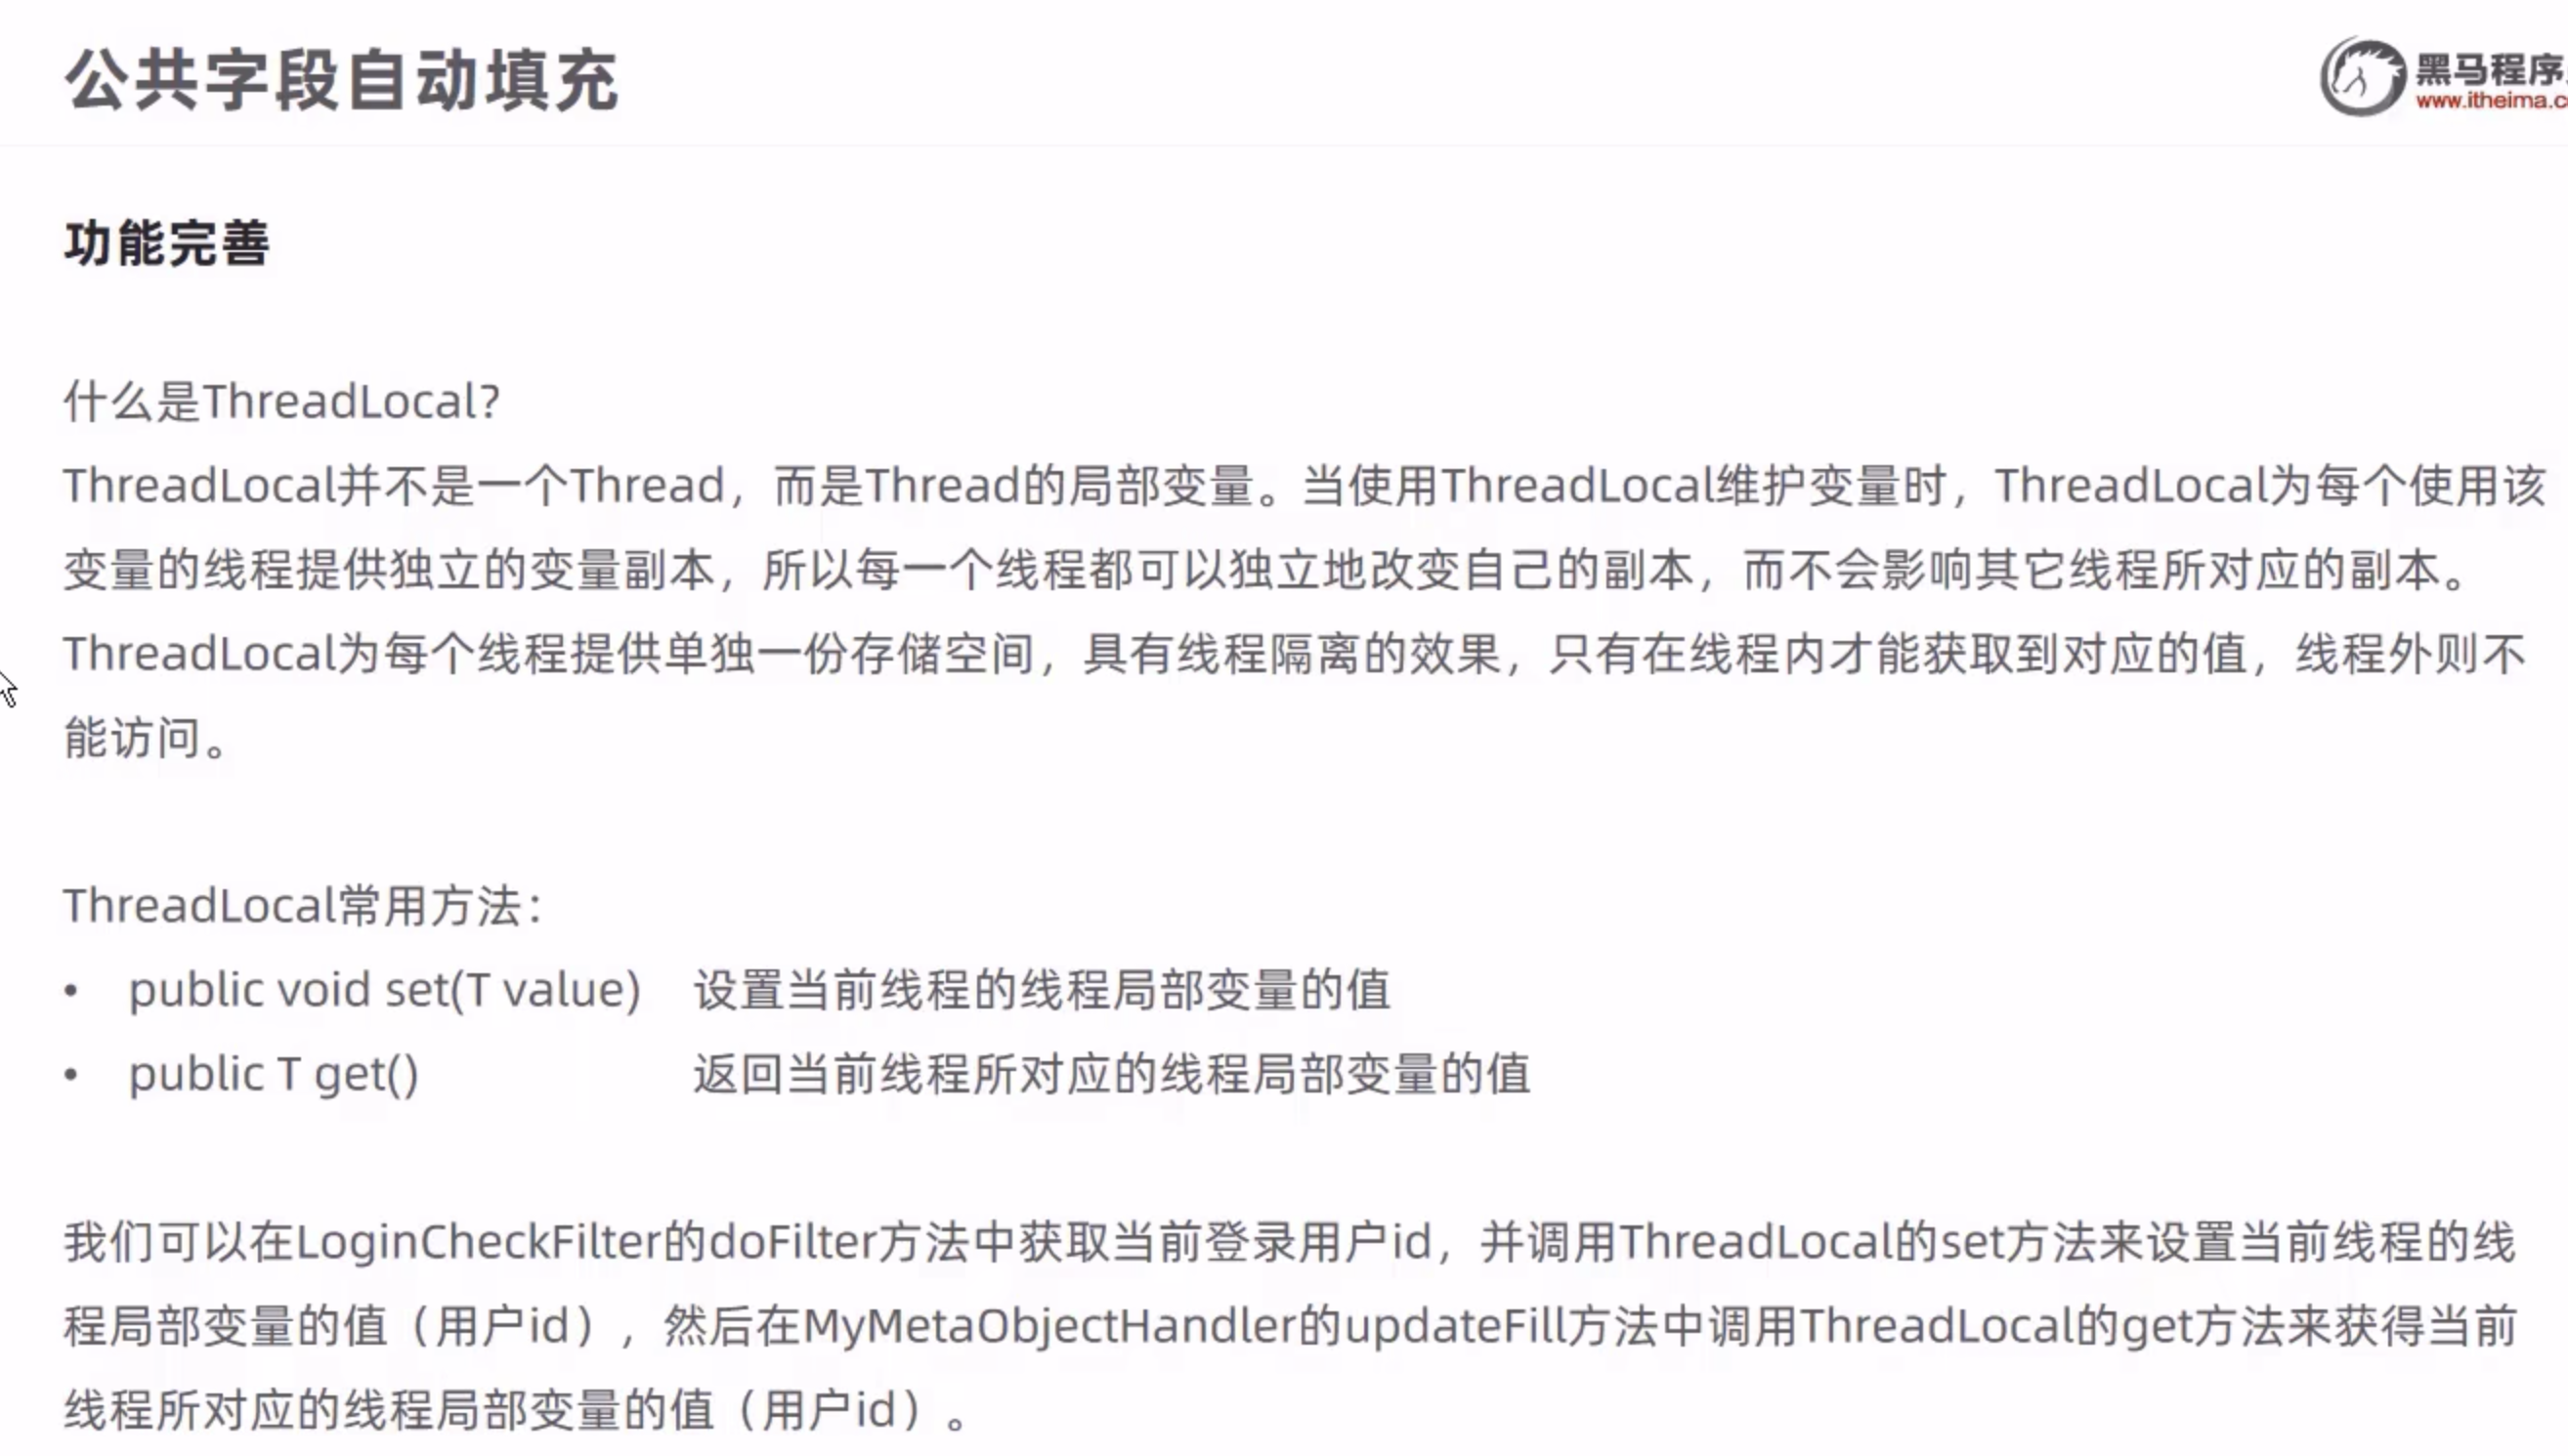 公共字段自动填充
黑马程序
www.itheima.c
功能完善
什么是ThreadLocal?
ThreadLocal并不是一个Thread，而是Thread的局部变量。当使用ThreadLocal维护变量时，ThreadLocal为每个使用该
变量的线程提供独立的变量副本，所以每一个线程都可以独立地改变自己的副本，而不会影响其它线程所对应的副本。
ThreadLocal为每个线程提供单独一份存储空间，具有线程隔离的效果，只有在线程内才能获取到对应的值，线程外则不
能访问。
ThreadLocal常用方法：
• public void set(T value) 设置当前线程的线程局部变量的值
• public T get() 返回当前线程所对应的线程局部变量的值
我们可以在LoginCheckFilter的doFilter方法中获取当前登录用户id，并调用ThreadLocal的set方法来设置当前线程的线
程局部变量的值（用户id），然后在MyMetaObjectHandler的updateFill方法中调用ThreadLocal的get方法来获得当前
线程所对应的线程局部变量的值（用户id）。